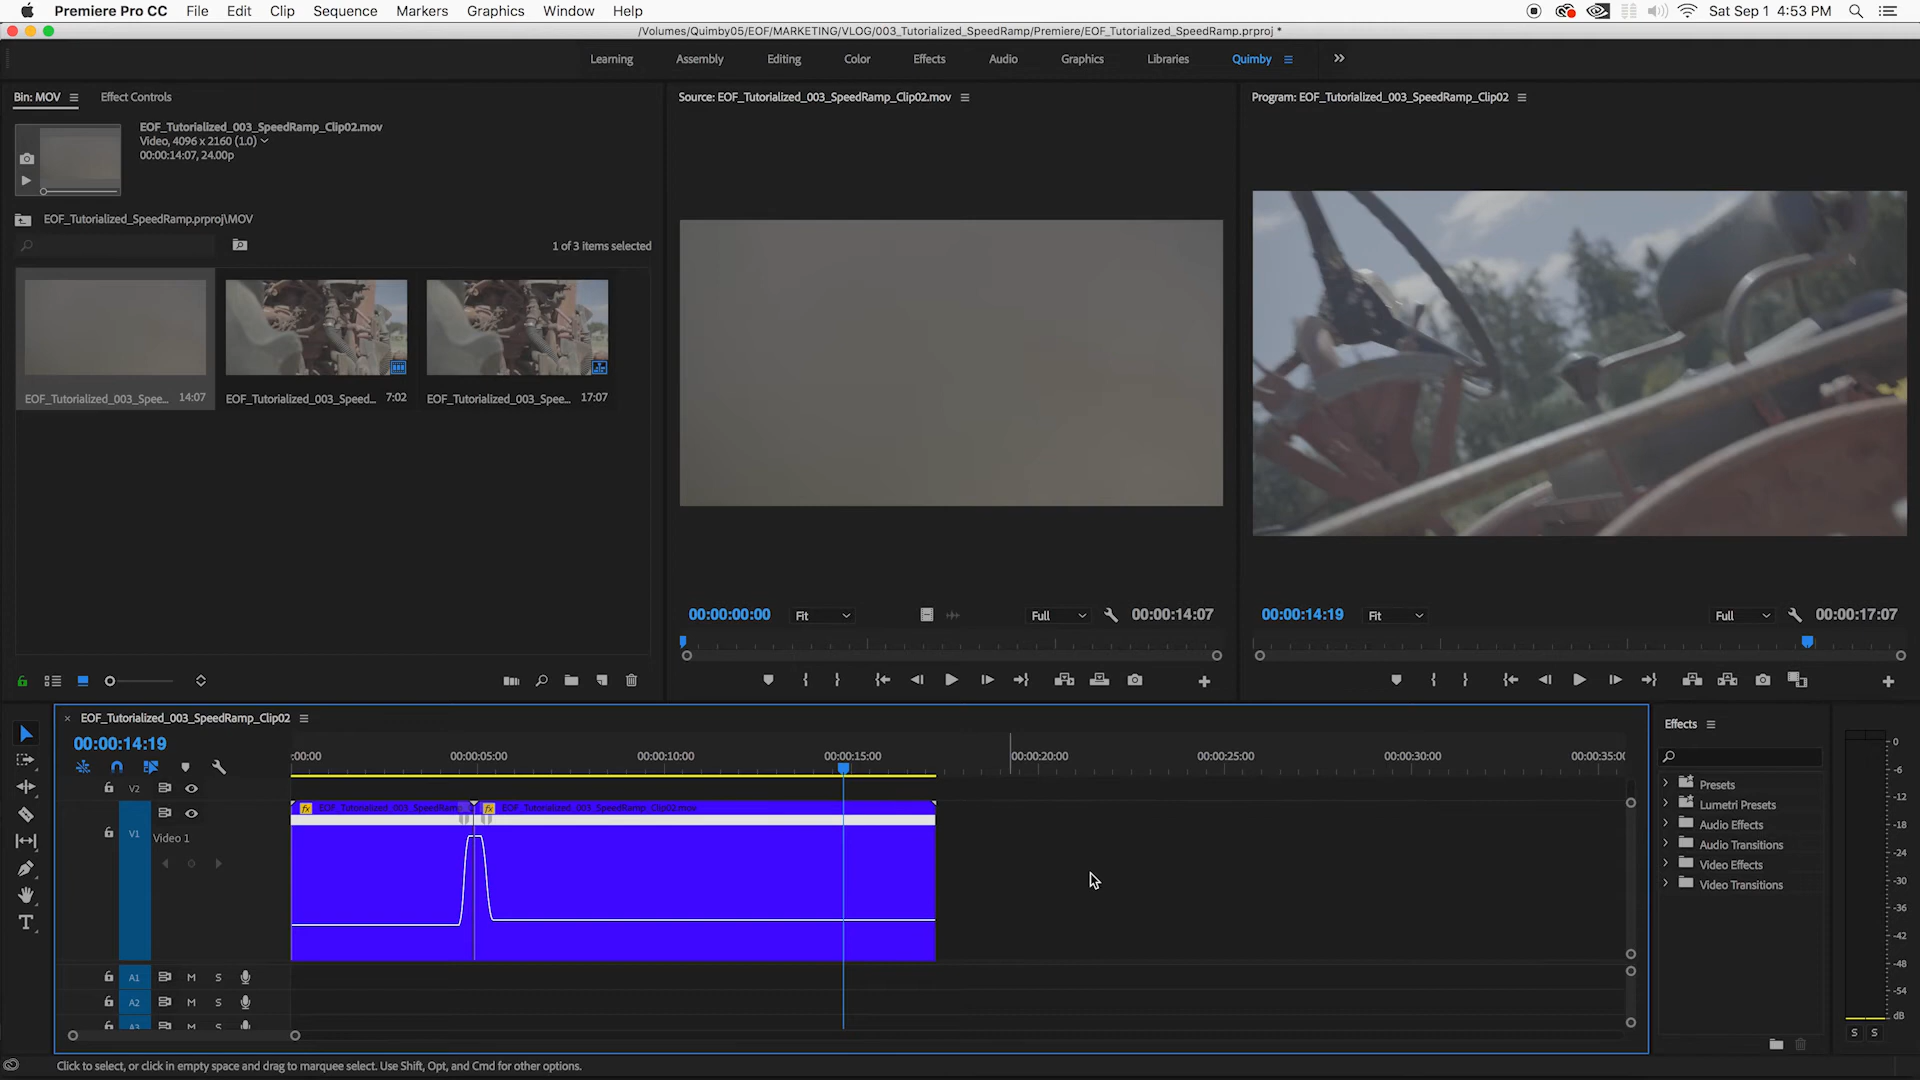 Premiere Pro CC File Edit Clip Sequence Markers Graphics Window Help Sat Sep 1 4:53 PM
/Volumes/Quimby05/EOF/MARKETING/VLOG/003_Tutorialized_SpeedRamp/Premiere/EOF_Tutorialized_SpeedRamp.prproj *
Learning Assembly Editing Color Effects Audio Graphics Libraries Quimby
Bin: MOV Effect Controls
EOF_Tutorialized_003_SpeedRamp_Clip02.mov
Video, 4096 x 2160 (1.0)
00:00:14:07, 24.00p
EOF_Tutorialized_SpeedRamp.prproj\MOV
1 of 3 items selected
EOF_Tutorialized_003_Spee... 14:07
EOF_Tutorialized_003_Speed... 7:02
EOF_Tutorialized_003_Spee... 17:07
Source: EOF_Tutorialized_003_SpeedRamp_Clip02.mov
00:00:00:00 Fit Full 00:00:14:07
Program: EOF_Tutorialized_003_SpeedRamp_Clip02
00:00:14:19 Fit Full 00:00:17:07
EOF_Tutorialized_003_SpeedRamp_Clip02
00:00:14:19
:00:00 00:00:05:00 00:00:10:00 00:00:15:00 00:00:20:00 00:00:25:00 00:00:30:00 00:00:35:0
V2
fx EOF_Tutorialized_003_SpeedRamp fx EOF_Tutorialized_003_SpeedRamp_Clip02.mov
V1
Video 1
A1 M S
A2 M S
A3 M S
Effects
Presets
Lumetri Presets
Audio Effects
Audio Transitions
Video Effects
Video Transitions
0
-6
-12
-18
-24
-30
-36
-42
-48
-54
dB
S S
Click to select, or click in empty space and drag to marquee select. Use Shift, Opt, and Cmd for other options.